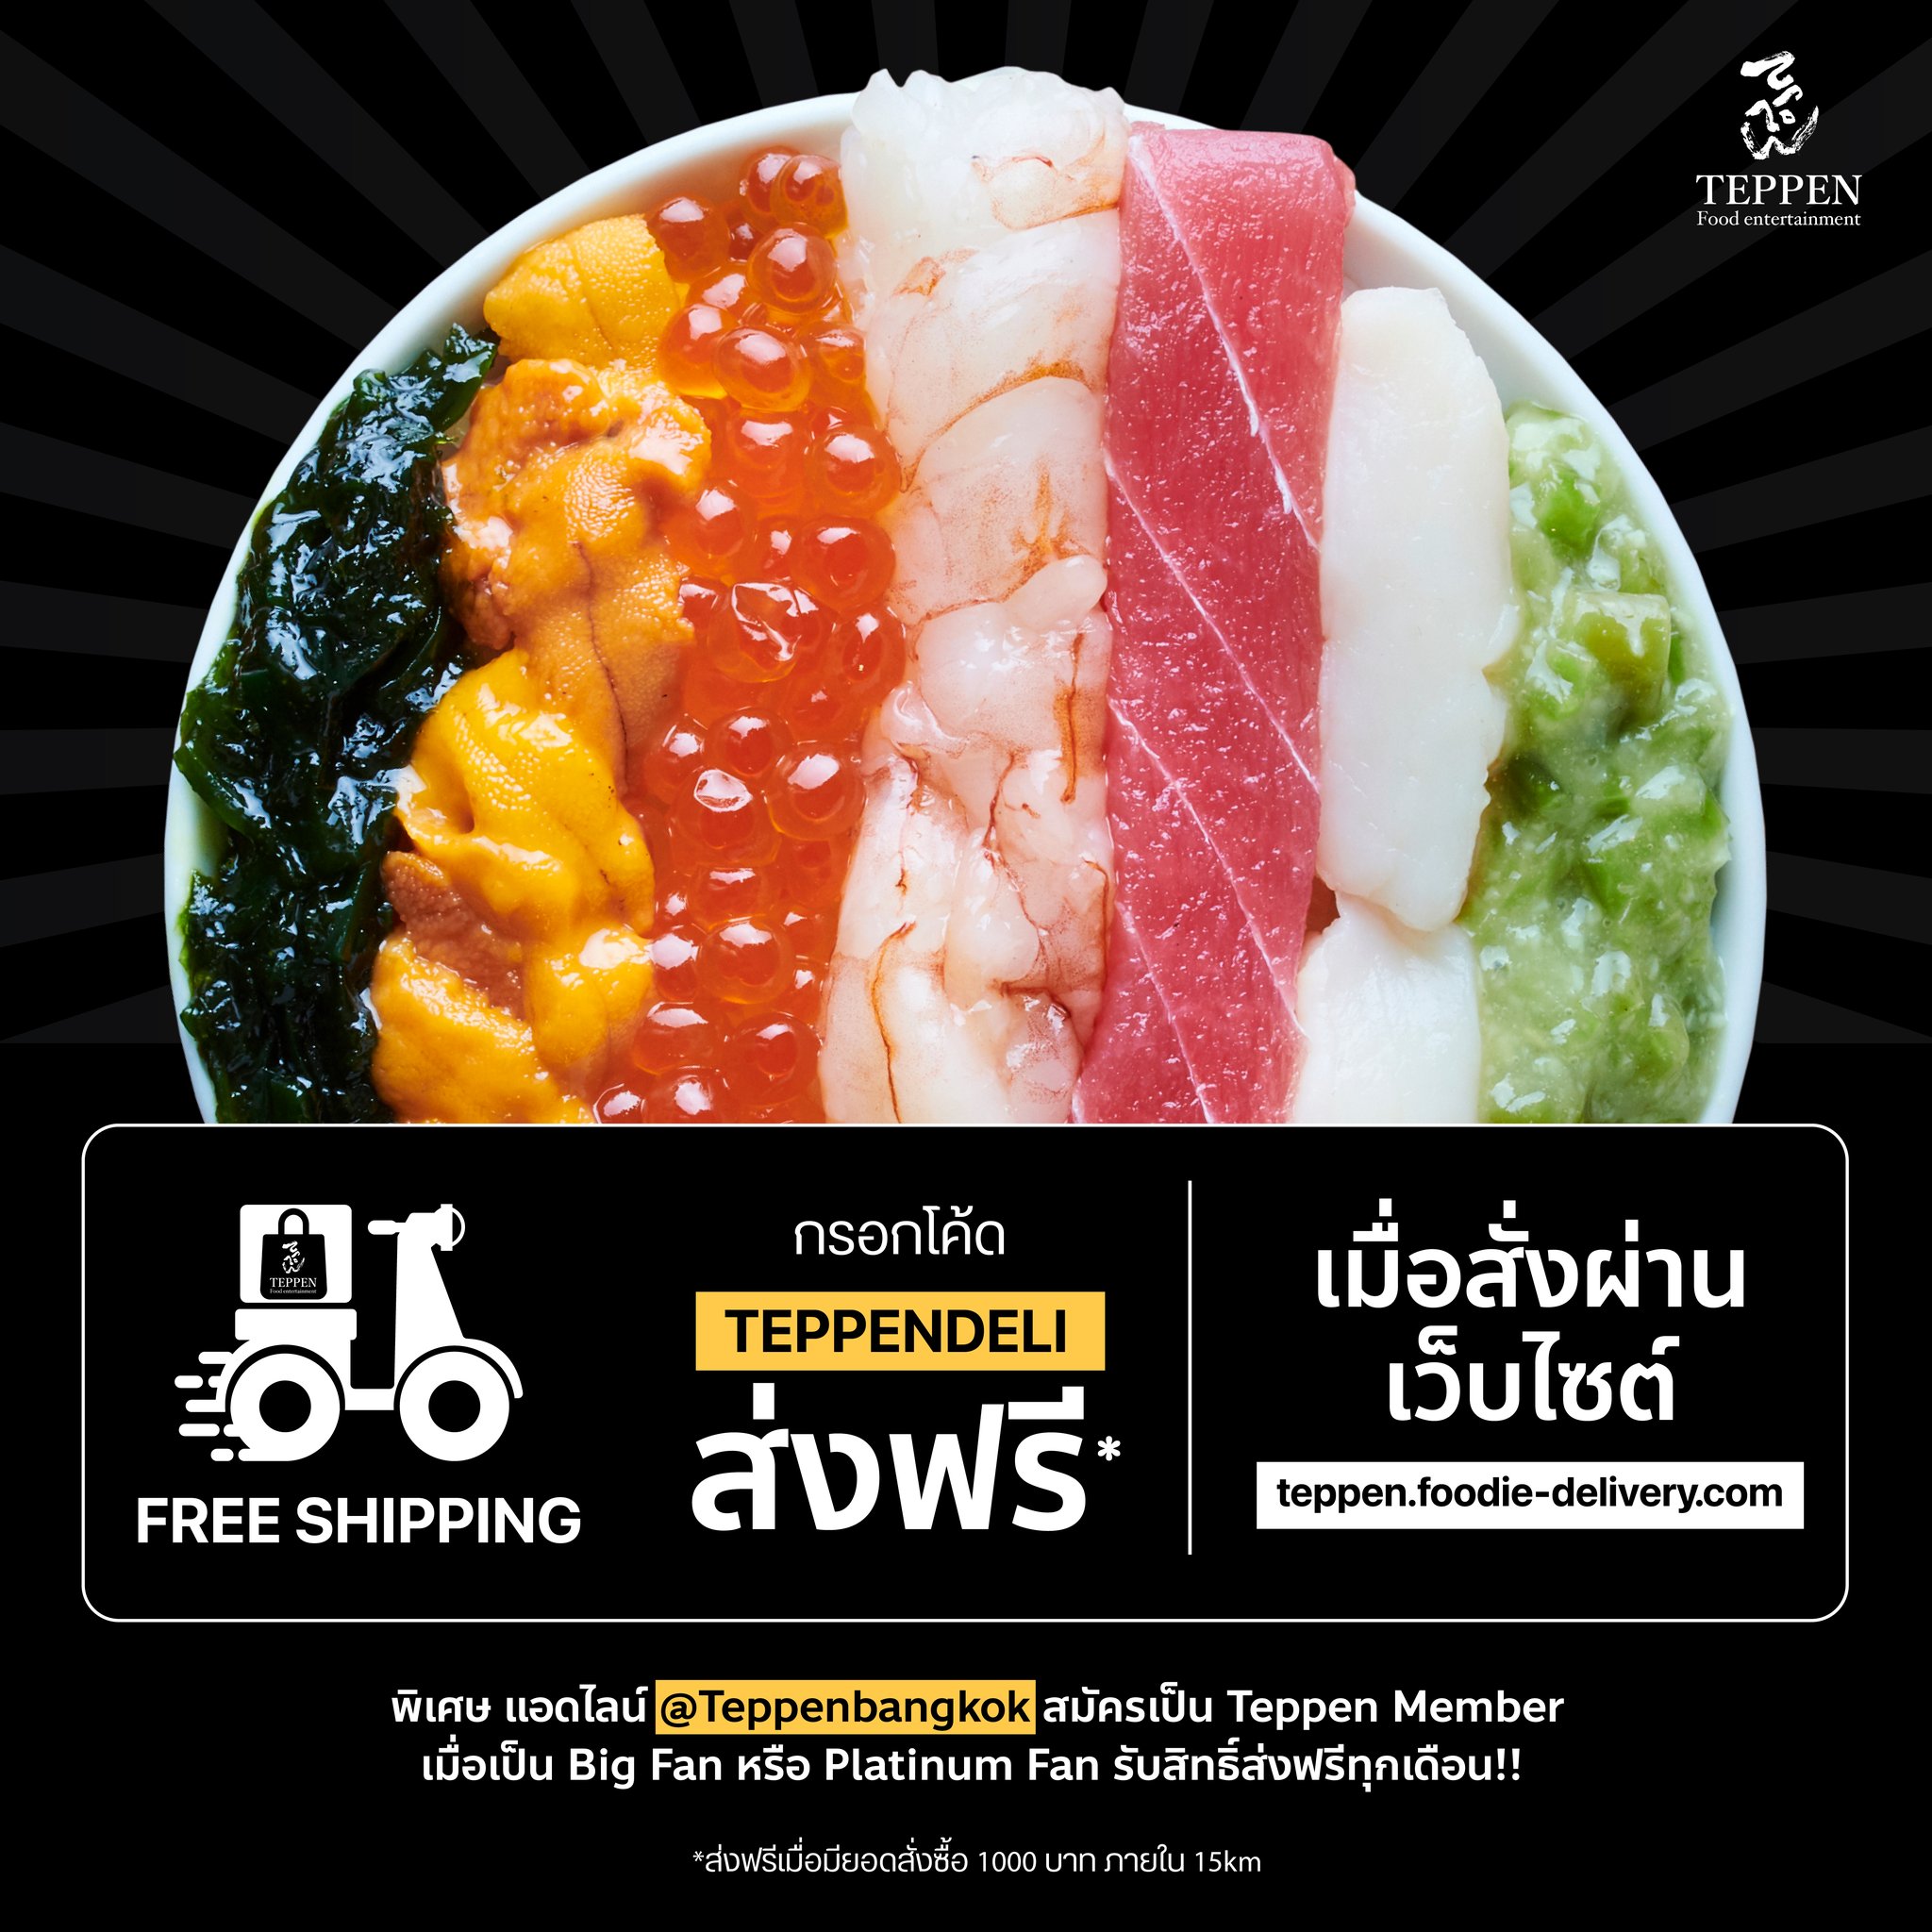 TEPPEN
Food entertainment
TEPPEN
Food entertainment
FREE SHIPPING
กรอกโค้ด
TEPPENDELI
ส่งฟรี*
เมื่อสั่งผ่าน
เว็บไซต์
teppen.foodie-delivery.com
พิเศษ แอดไลน์ @Teppenbangkok สมัครเป็น Teppen Member
เมื่อเป็น Big Fan หรือ Platinum Fan รับสิทธิ์ส่งฟรีทุกเดือน!!
*ส่งฟรีเมื่อมียอดสั่งซื้อ 1000 บาท ภายใน 15km